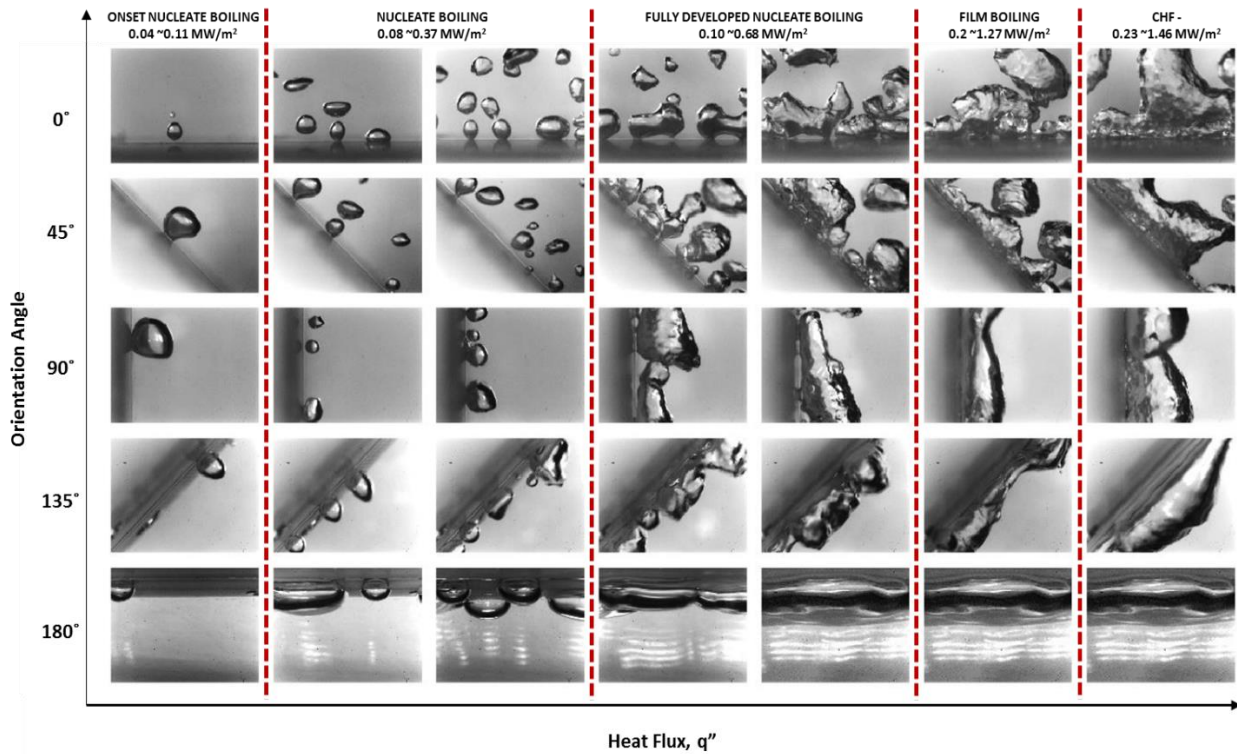 ONSET NUCLEATE BOILING
0.04 ~0.11 MW/m²
NUCLEATE BOILING
0.08 ~0.37 MW/m²
FULLY DEVELOPED NUCLEATE BOILING
0.10 ~0.68 MW/m²
FILM BOILING
0.2 ~1.27 MW/m²
CHF -
0.23 ~1.46 MW/m²
Orientation Angle
0˚
45˚
90˚
135˚
180˚
Heat Flux, q”